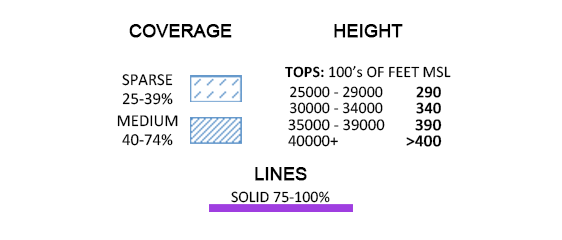 COVERAGE
HEIGHT
TOPS: 100's OF FEET MSL
SPARSE
25-39%
25000 - 29000 290
30000 - 34000 340
MEDIUM
40-74%
35000 - 39000 390
40000+ >400
LINES
SOLID 75-100%